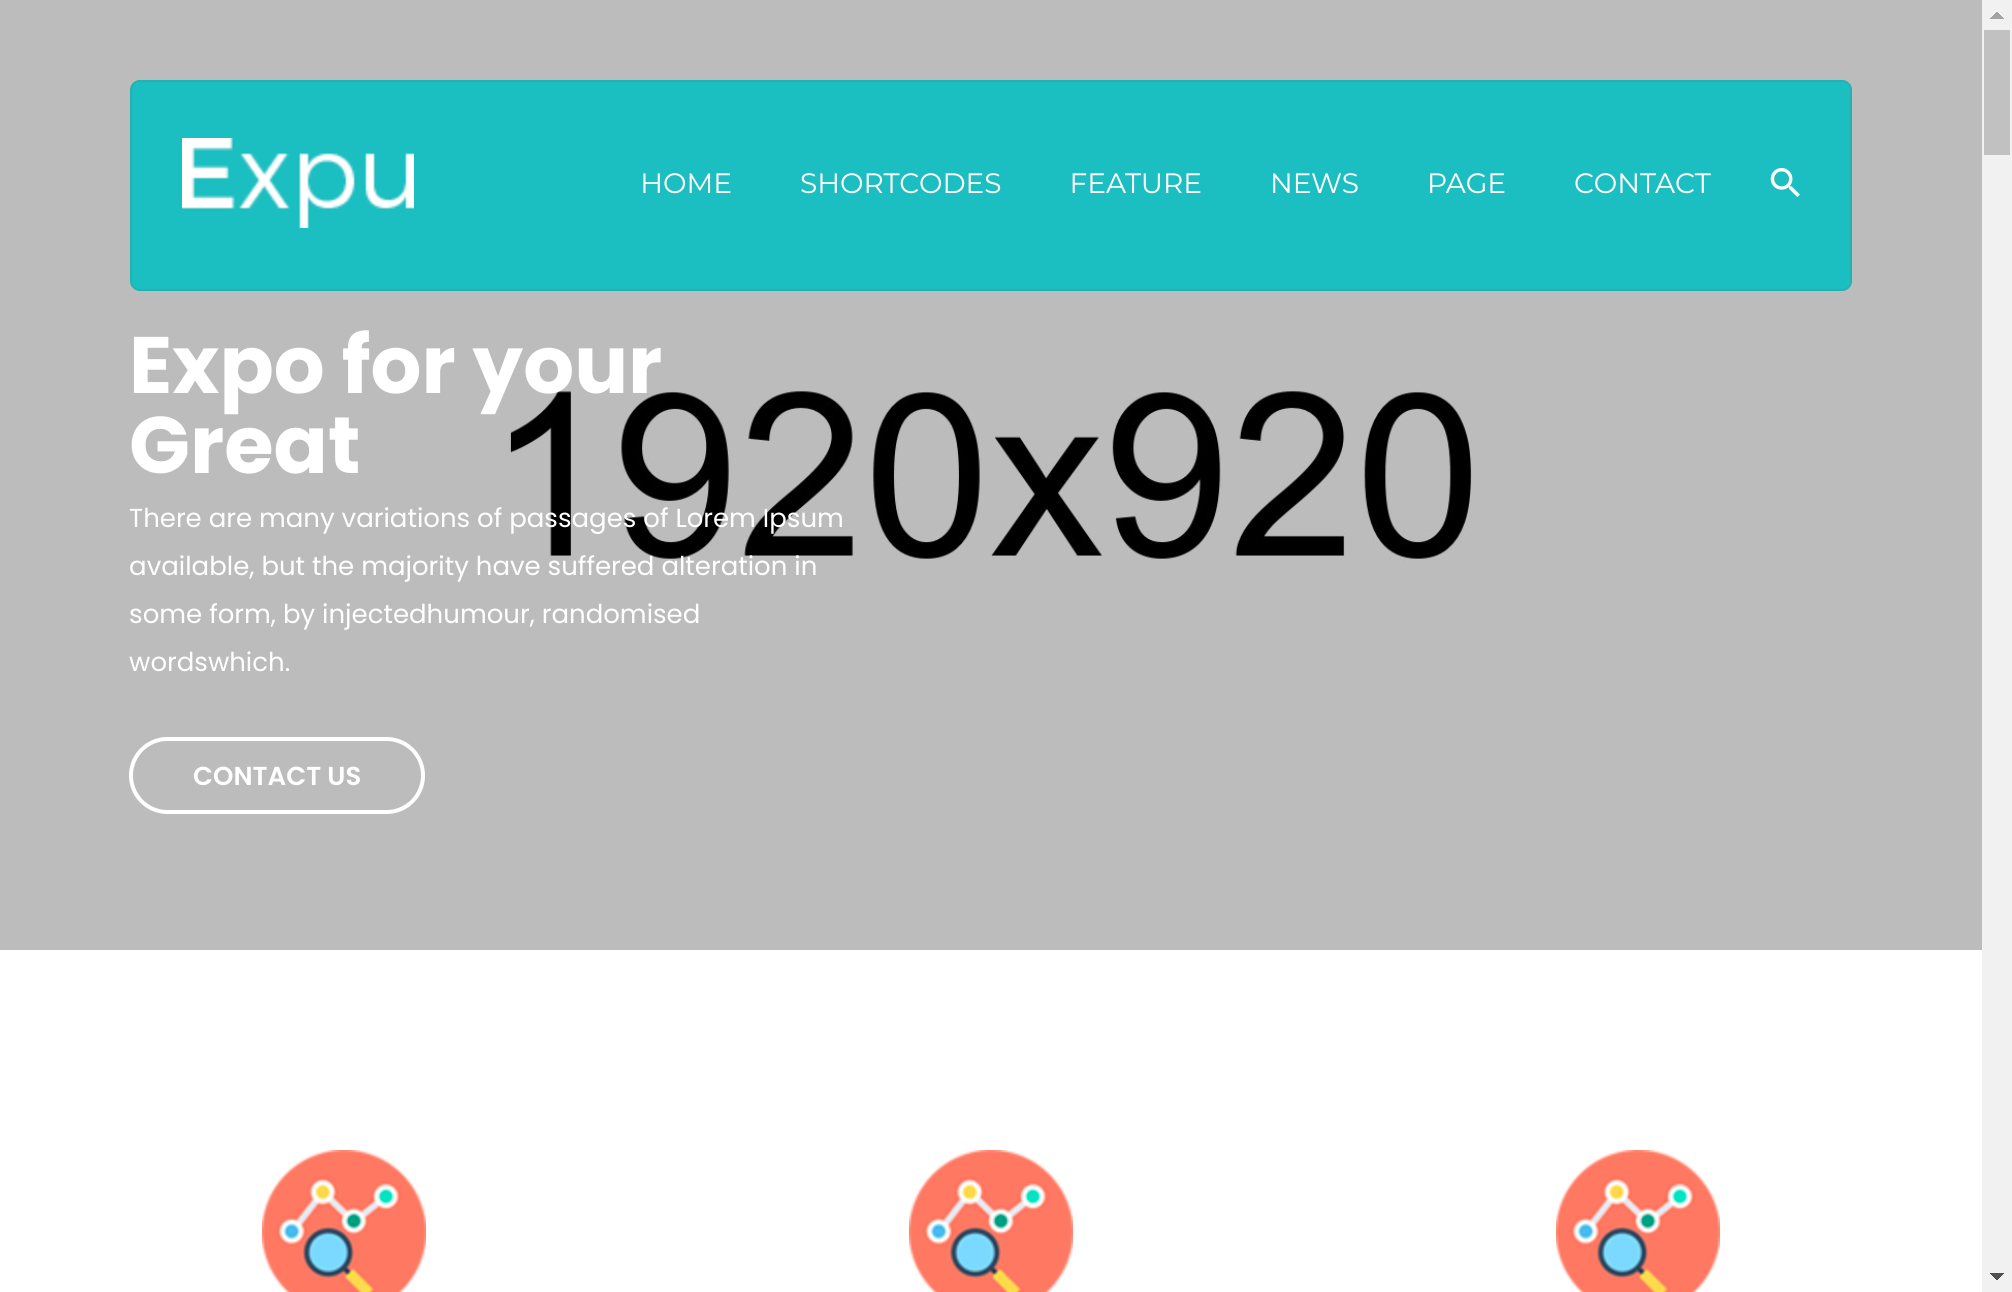 Expu
HOME SHORTCODES FEATURE NEWS PAGE CONTACT
Expo for your
Great
1920x920
There are many variations of passages of Lorem Ipsum
available, but the majority have suffered alteration in
some form, by injectedhumour, randomised
wordswhich.
CONTACT US